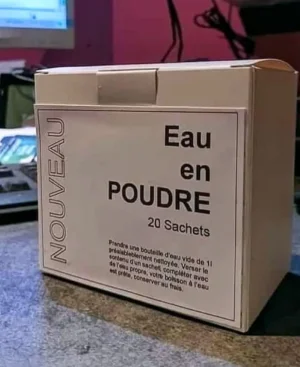 NOUVEAU
Eau
en
POUDRE
20 Sachets
Prendre une bouteille d'eau vide de 1l
préalablement nettoyée. Verser le
contenu d'un sachet, compléter avec
de l'eau propre, votre boisson à l'eau
est prête, conserver au frais.